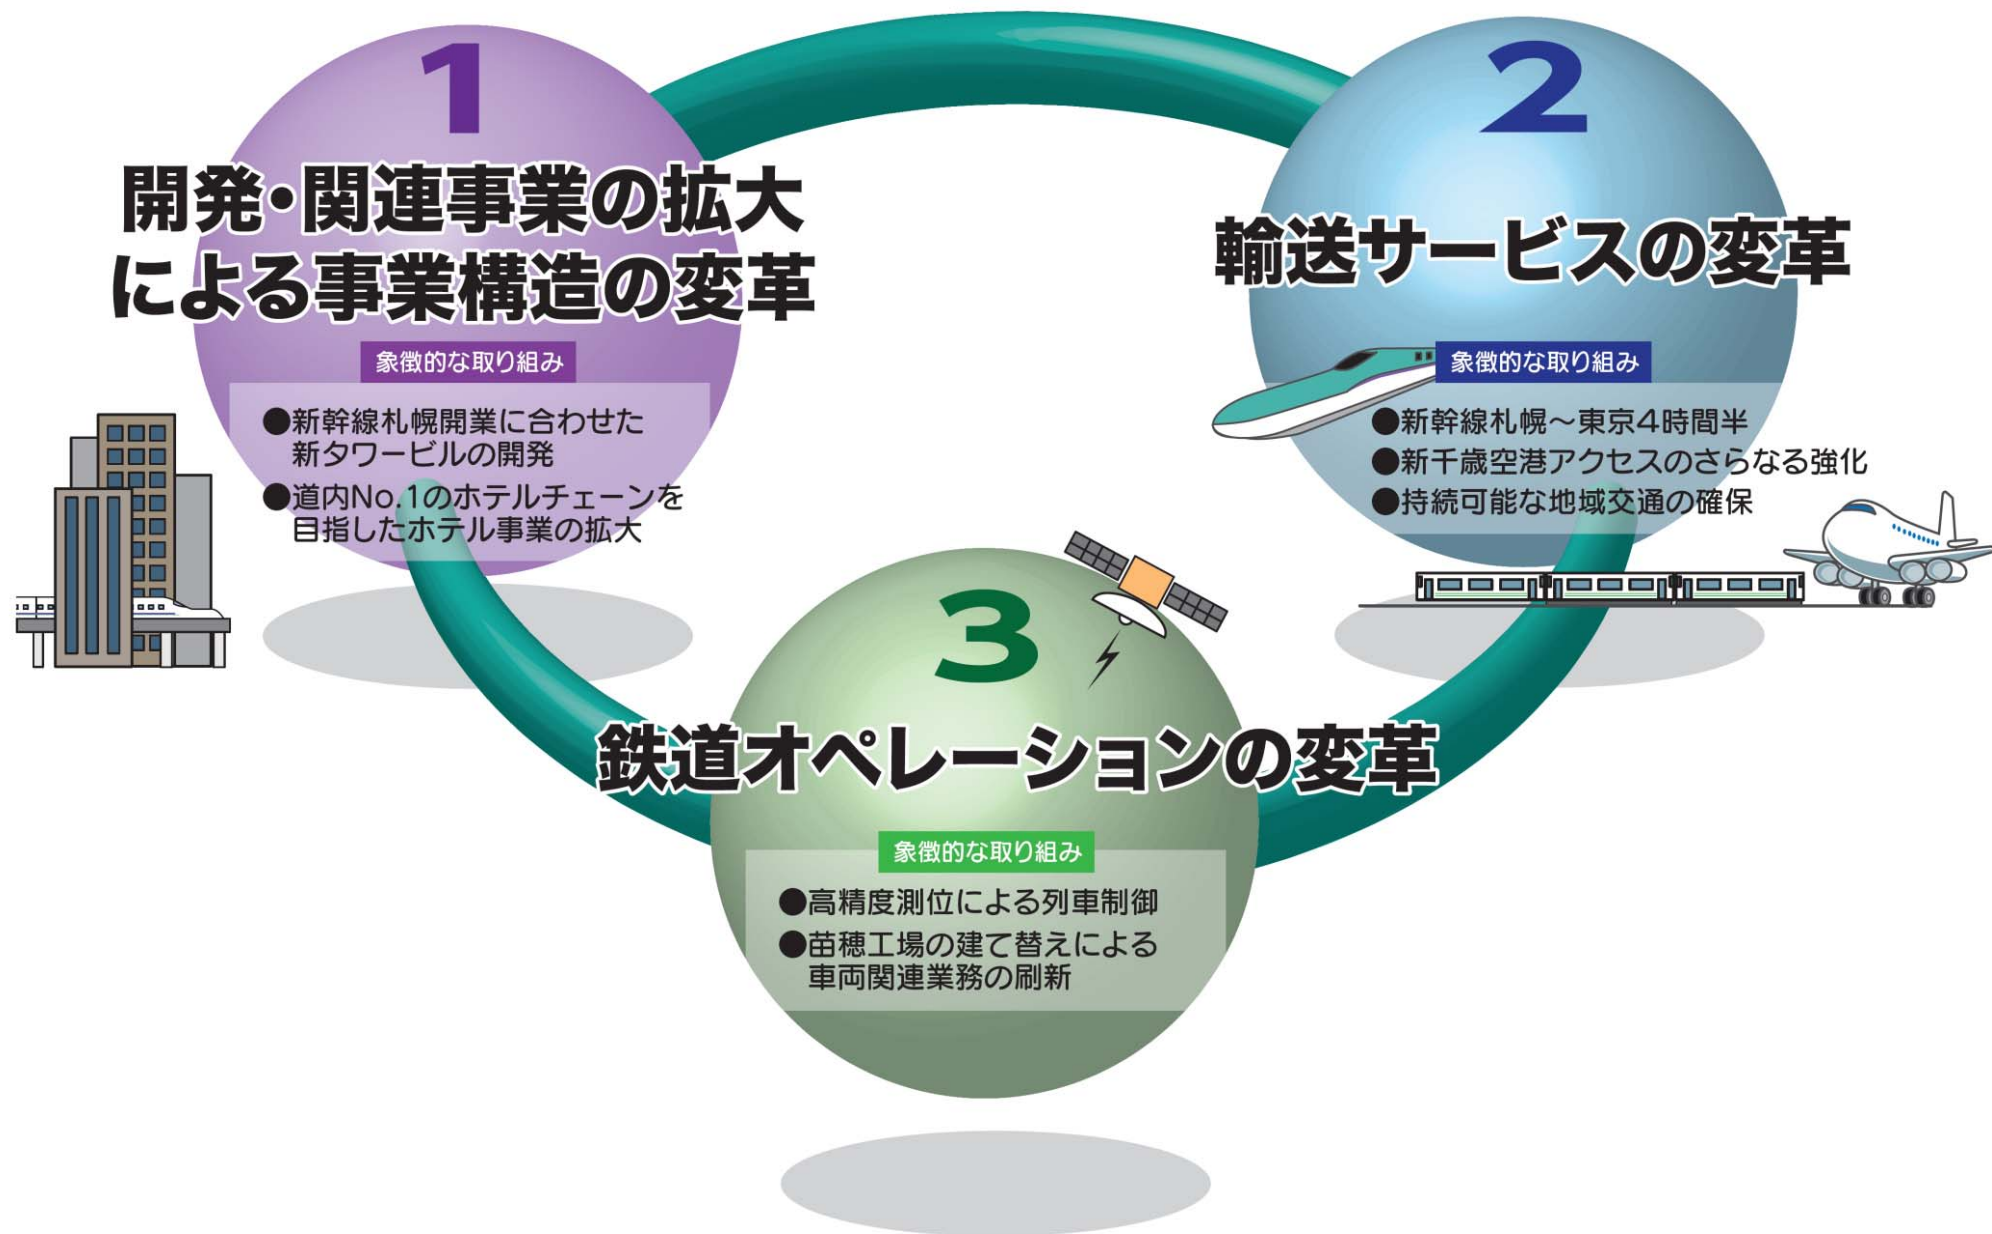 1
開発・関連事業の拡大
による事業構造の変革
象徴的な取り組み
●新幹線札幌開業に合わせた
新タワービルの開発
●道内No.1のホテルチェーンを
目指したホテル事業の拡大
2
輸送サービスの変革
象徴的な取り組み
●新幹線札幌～東京4時間半
●新千歳空港アクセスのさらなる強化
●持続可能な地域交通の確保
3
鉄道オペレーションの変革
象徴的な取り組み
●高精度測位による列車制御
●苗穂工場の建て替えによる
車両関連業務の刷新